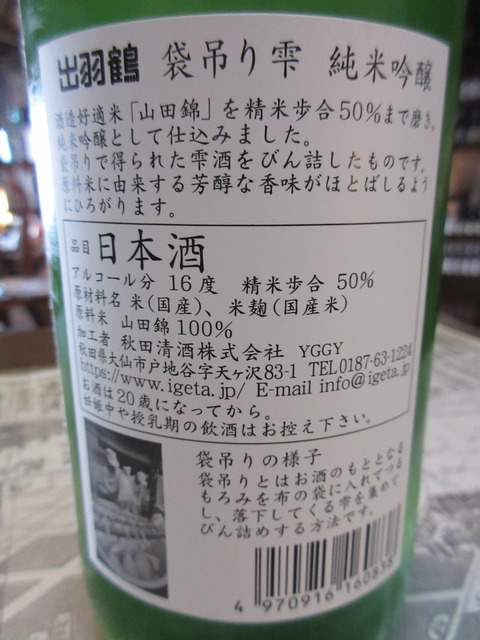 出羽鶴 袋吊り雫 純米吟醸
酒造好適米「山田錦」を精米歩合50%まで磨き、
純米吟醸として仕込みました。
袋吊りで得られた雫酒をびん詰したものです。
原料米に由来する芳醇な香味がほとばしるよう
にひろがります。
品目 日本酒
アルコール分 16度 精米歩合 50%
原材料名 米(国産)、米麹(国産米)
原料米 山田錦100%
加工者 秋田清酒株式会社 YGGY
秋田県大仙市戸地谷字天ヶ沢83-1 TEL0187-63-1224
https://www.igeta.jp/ E-mail info@igeta.jp
お酒は20歳になってから。
妊娠中や授乳期の飲酒はお控え下さい。
袋吊りの様子
袋吊りとはお酒のもととなる
もろみを布の袋に入れてつる
し、落下してくる雫を集めて
びん詰めする方法です。
4 970916 160838